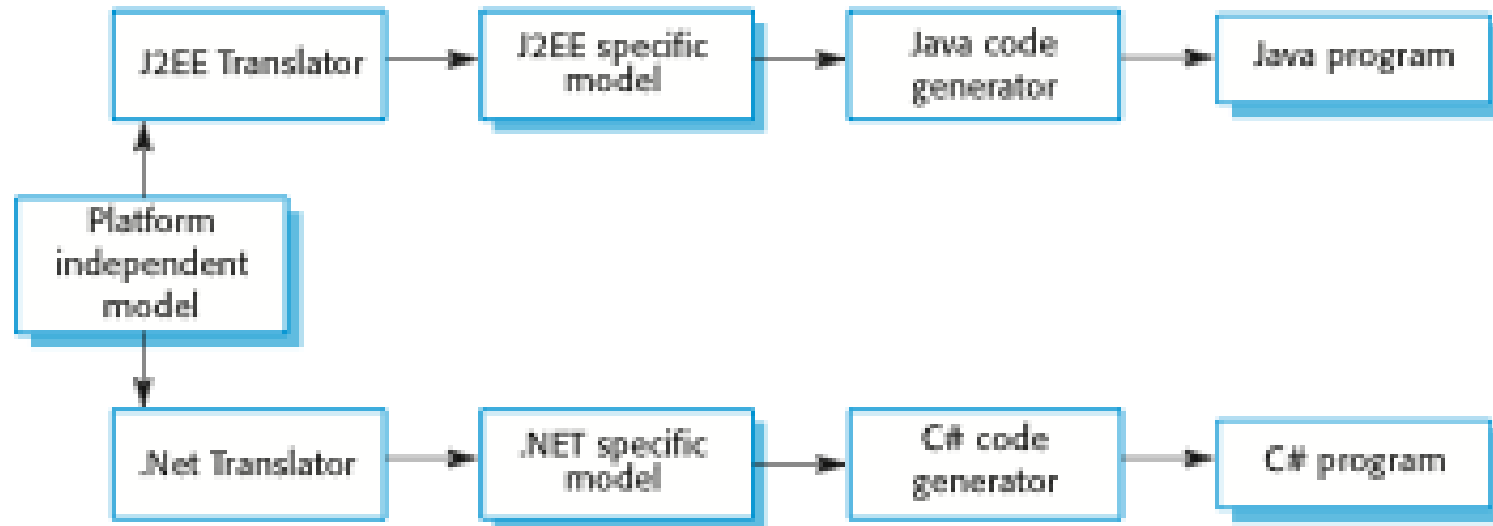 J2EE Translator
J2EE specific
model
Java code
generator
Java program
Platform
independent
model
.Net Translator
.NET specific
model
C# code
generator
C# program